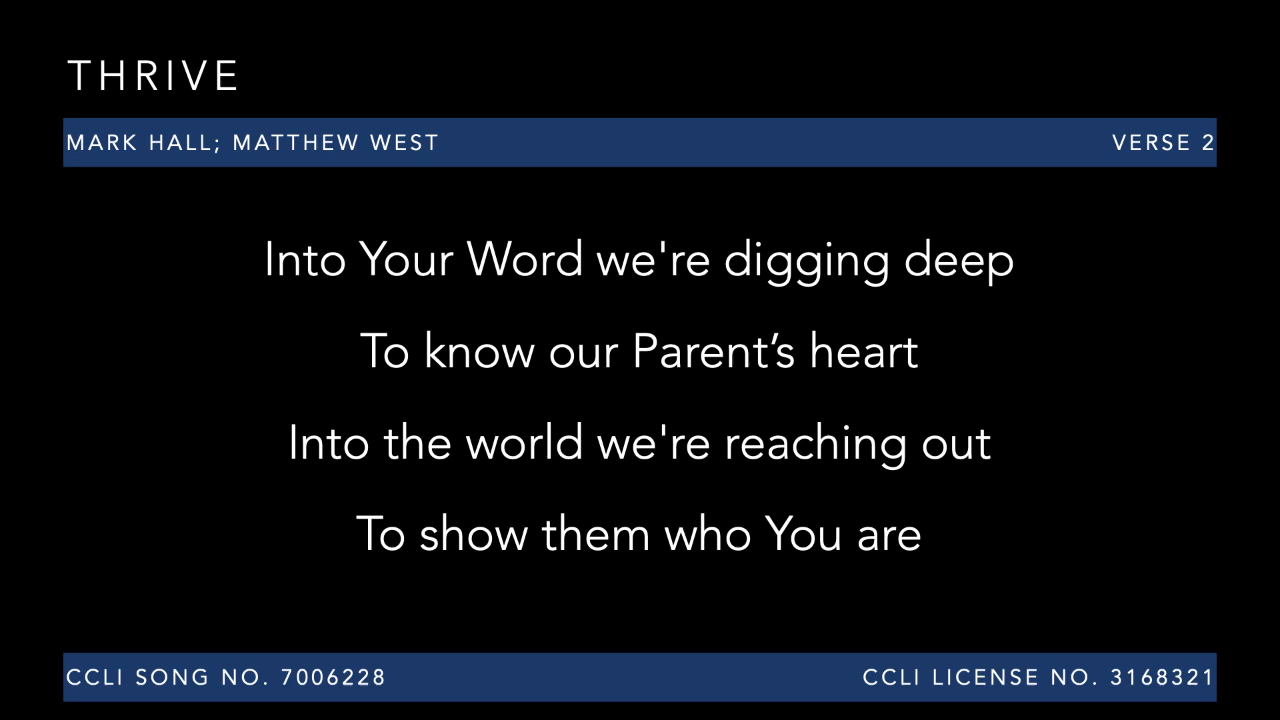 THRIVE
MARK HALL; MATTHEW WEST VERSE 2
Into Your Word we're digging deep
To know our Parent’s heart
Into the world we're reaching out
To show them who You are
CCLI SONG NO. 7006228 CCLI LICENSE NO. 3168321